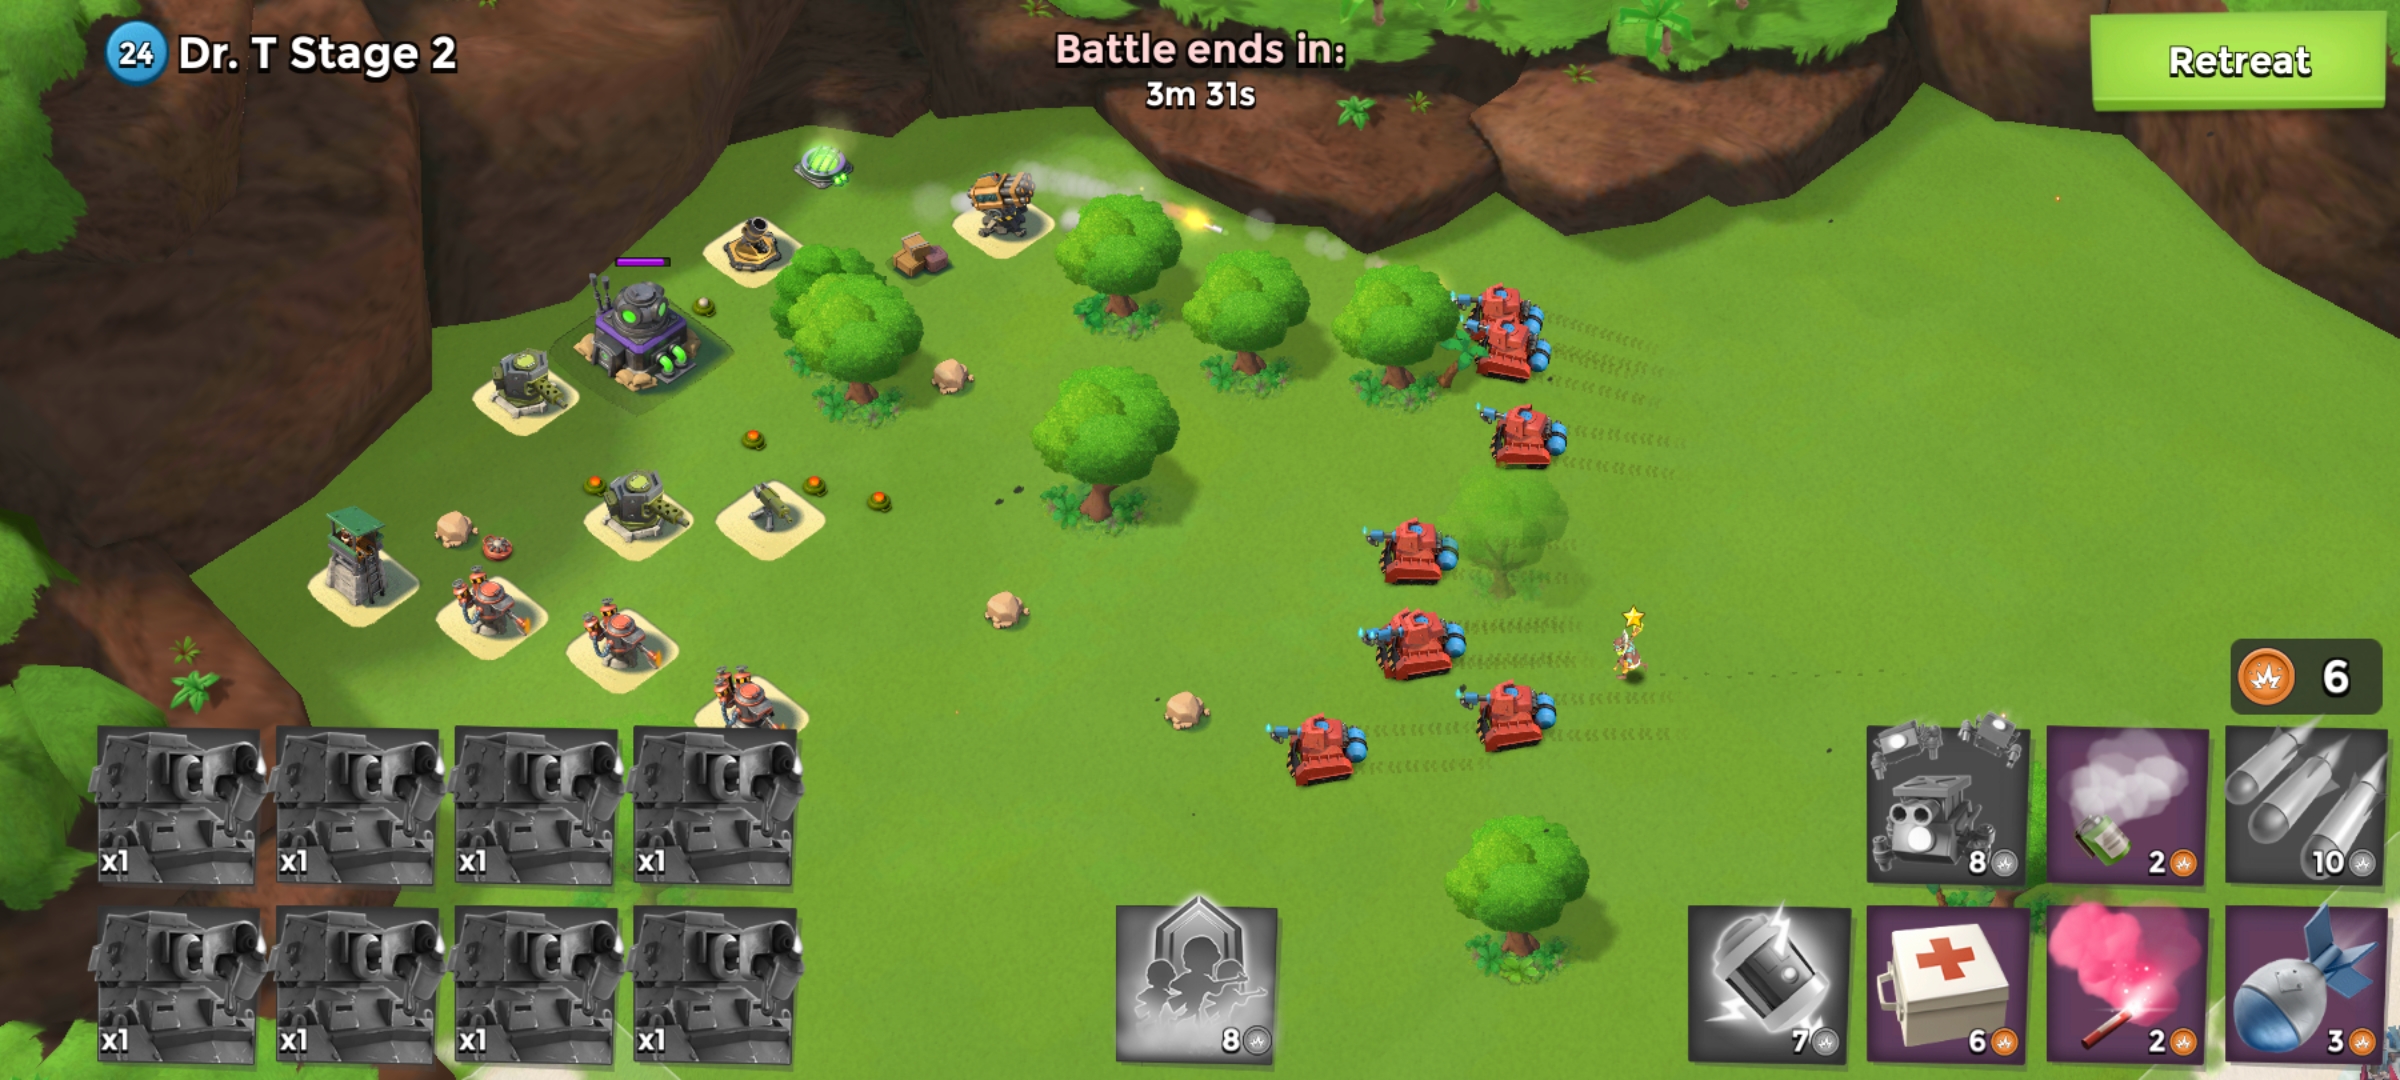 24 Dr. T Stage 2
Battle ends in:
3m 31s
Retreat
6
x1 x1 x1 x1
8 2 10
x1 x1 x1 x1
8 7 6 2 3